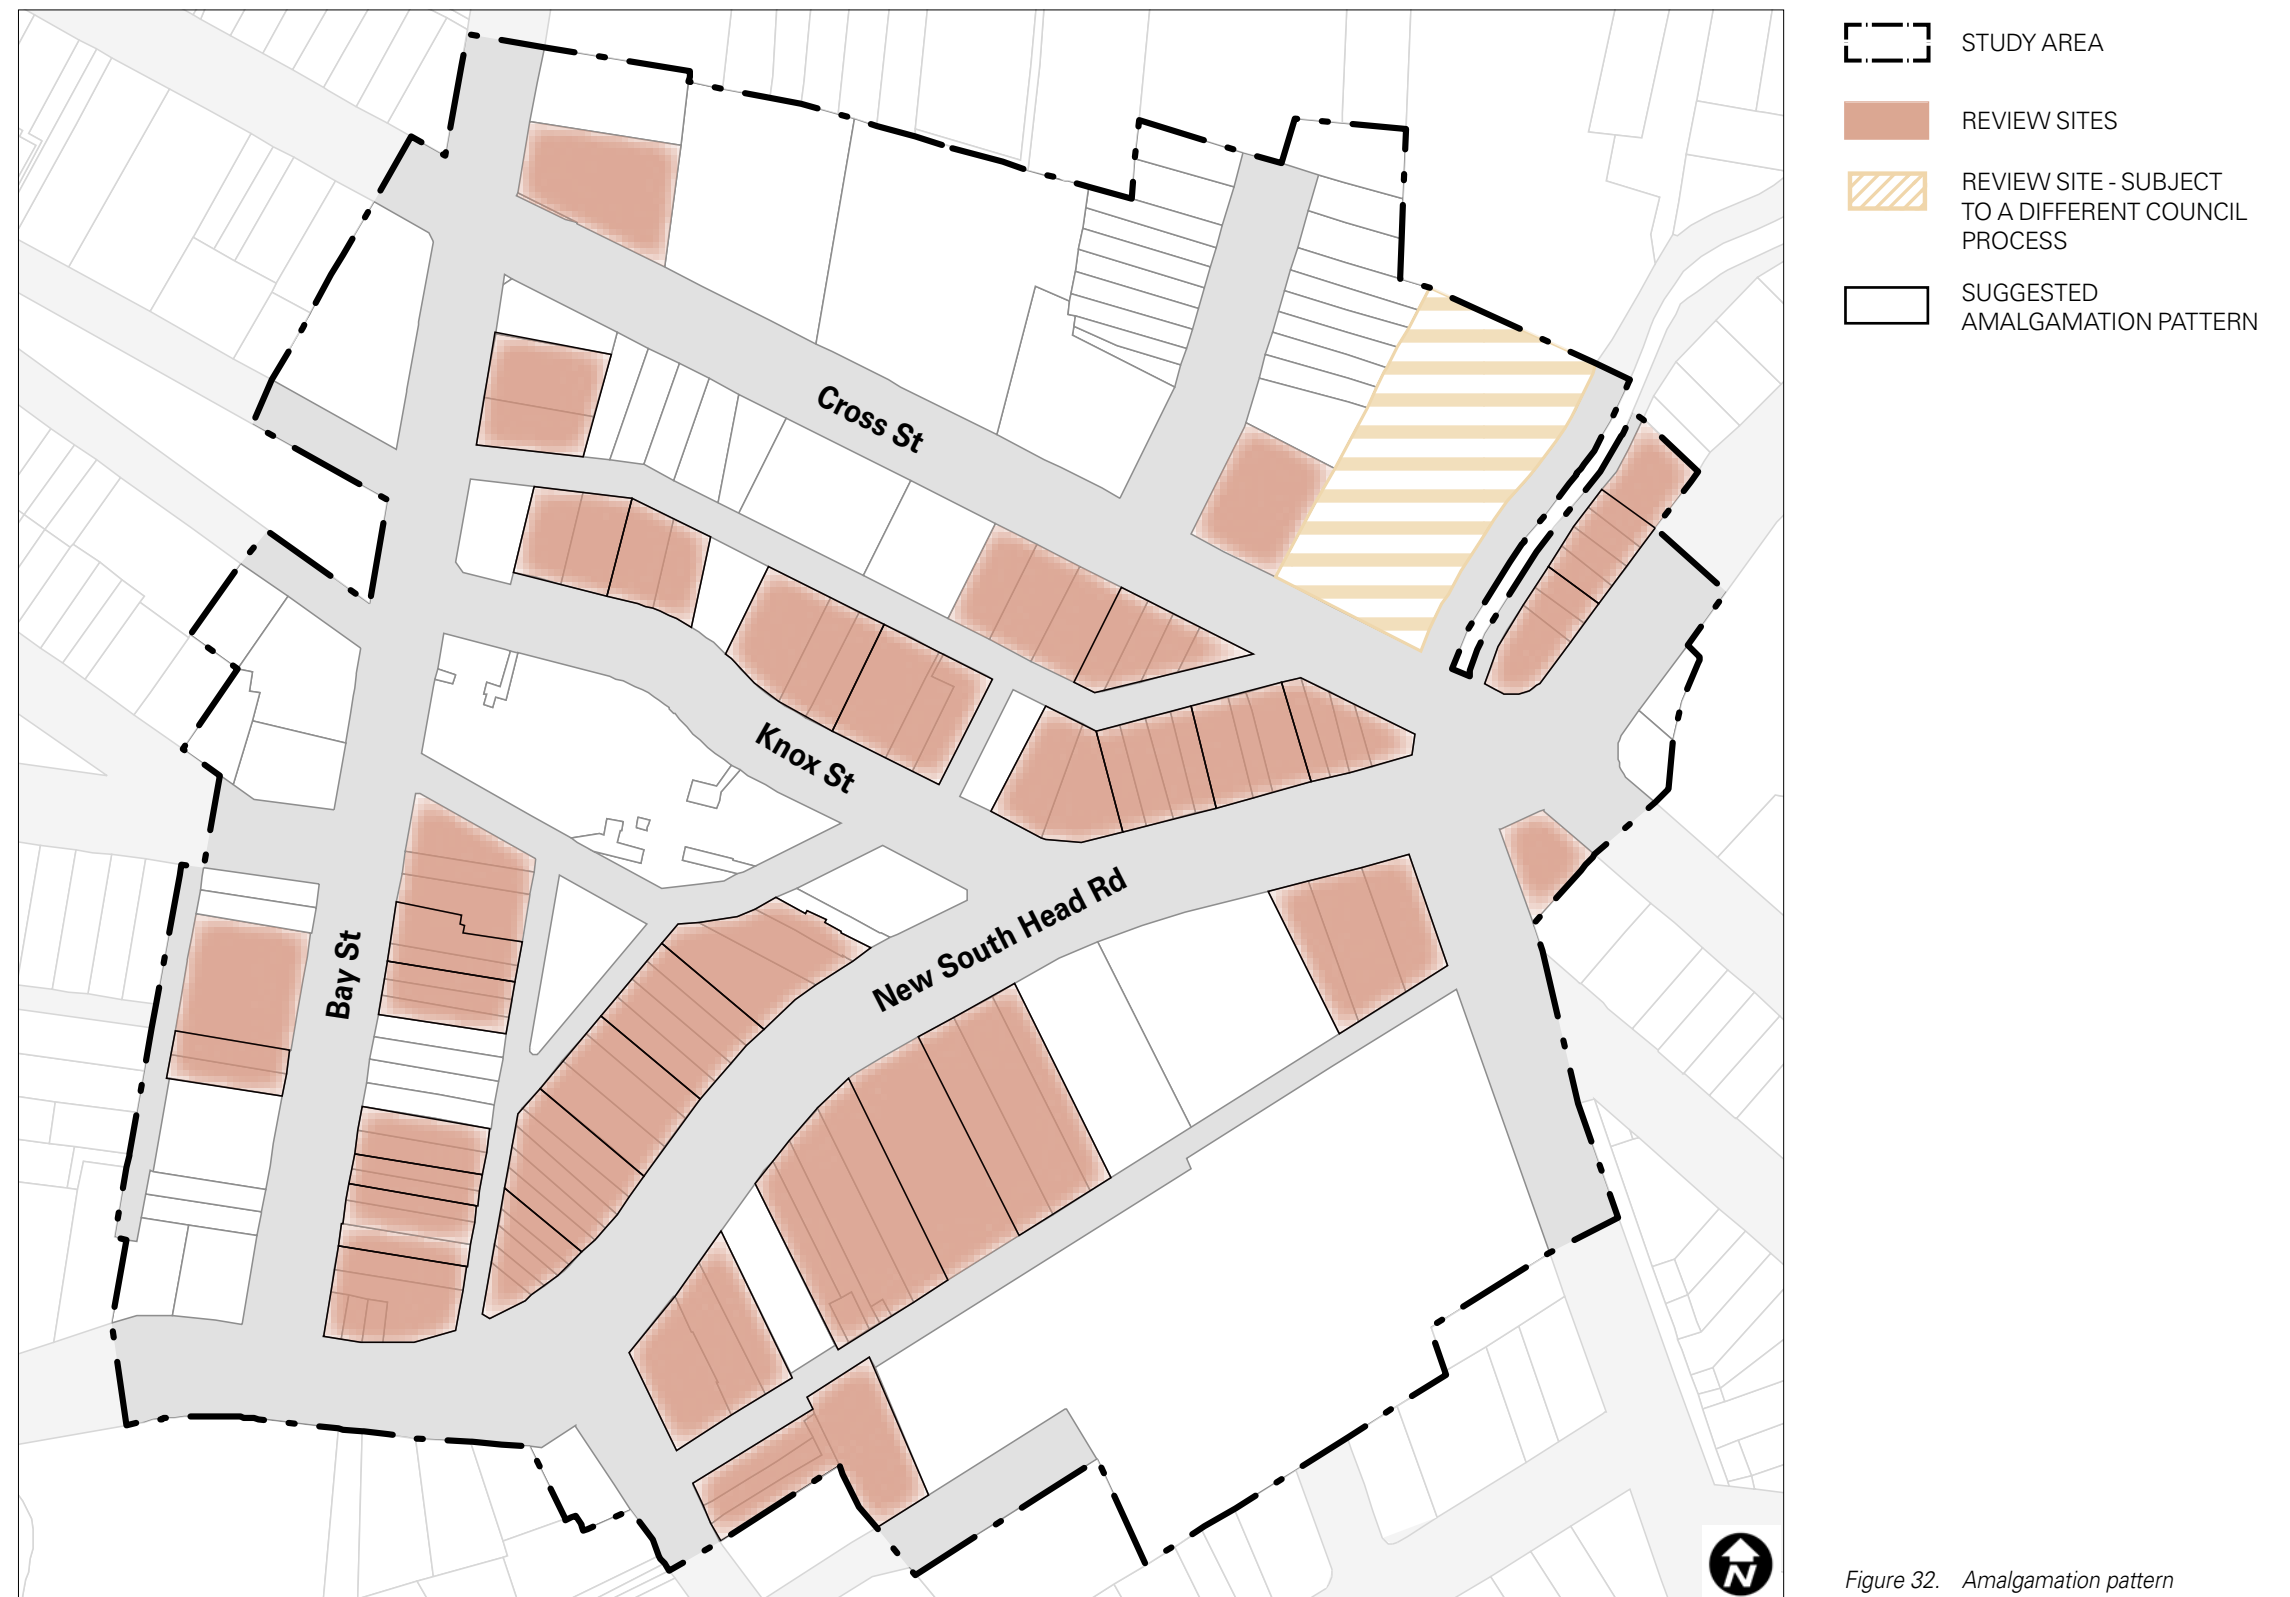 STUDY AREA
REVIEW SITES
REVIEW SITE - SUBJECT
TO A DIFFERENT COUNCIL
PROCESS
SUGGESTED
AMALGAMATION PATTERN
Cross St
Knox St
New South Head Rd
Bay St
N
Figure 32. Amalgamation pattern